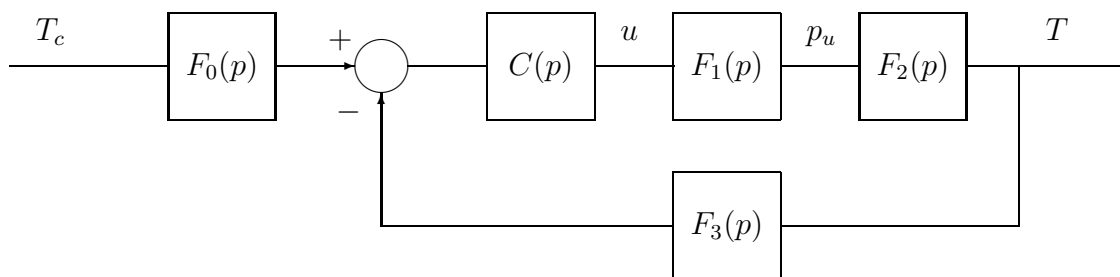 T_c
F_0(p)
+
−
C(p)
u
F_1(p)
p_u
F_2(p)
T
F_3(p)